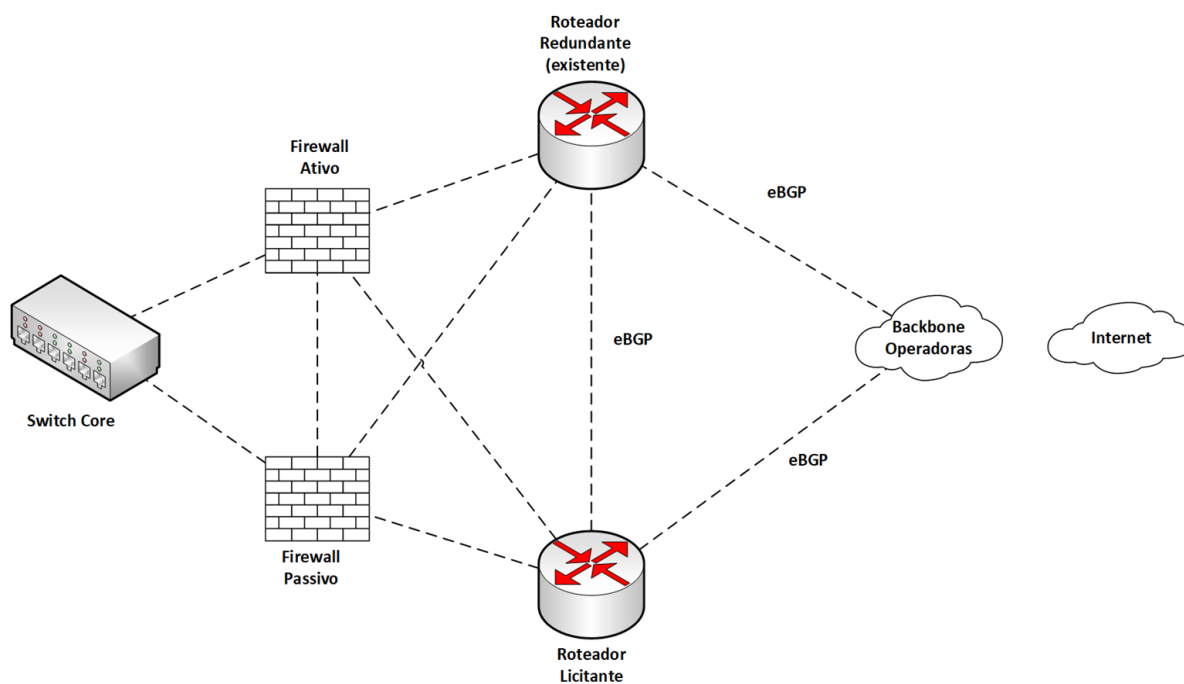 Roteador
Redundante
(existente)
Firewall
Ativo
eBGP
Switch Core
eBGP
Backbone
Operadoras
Internet
eBGP
Firewall
Passivo
Roteador
Licitante